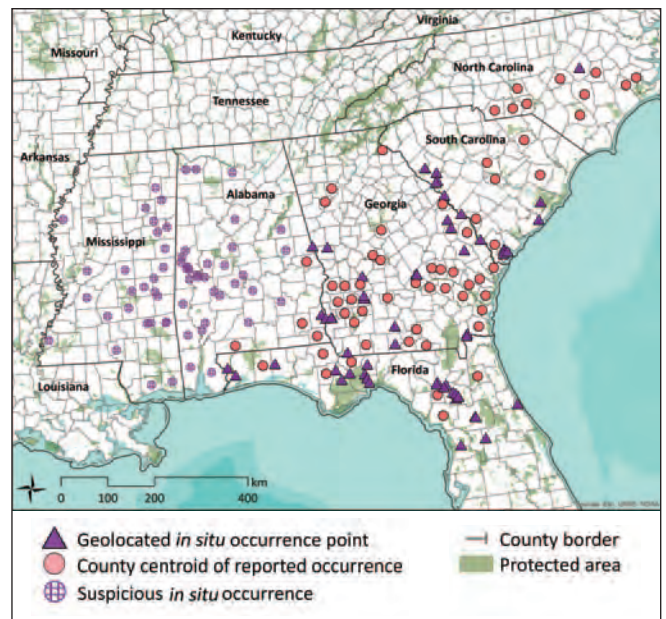 Virginia
Kentucky
Missouri
North Carolina
Tennessee
South Carolina
Arkansas
Alabama
Georgia
Mississippi
Louisiana
Florida
km
0 100 200 400
Geolocated in situ occurrence point
County centroid of reported occurrence
Suspicious in situ occurrence
County border
Protected area